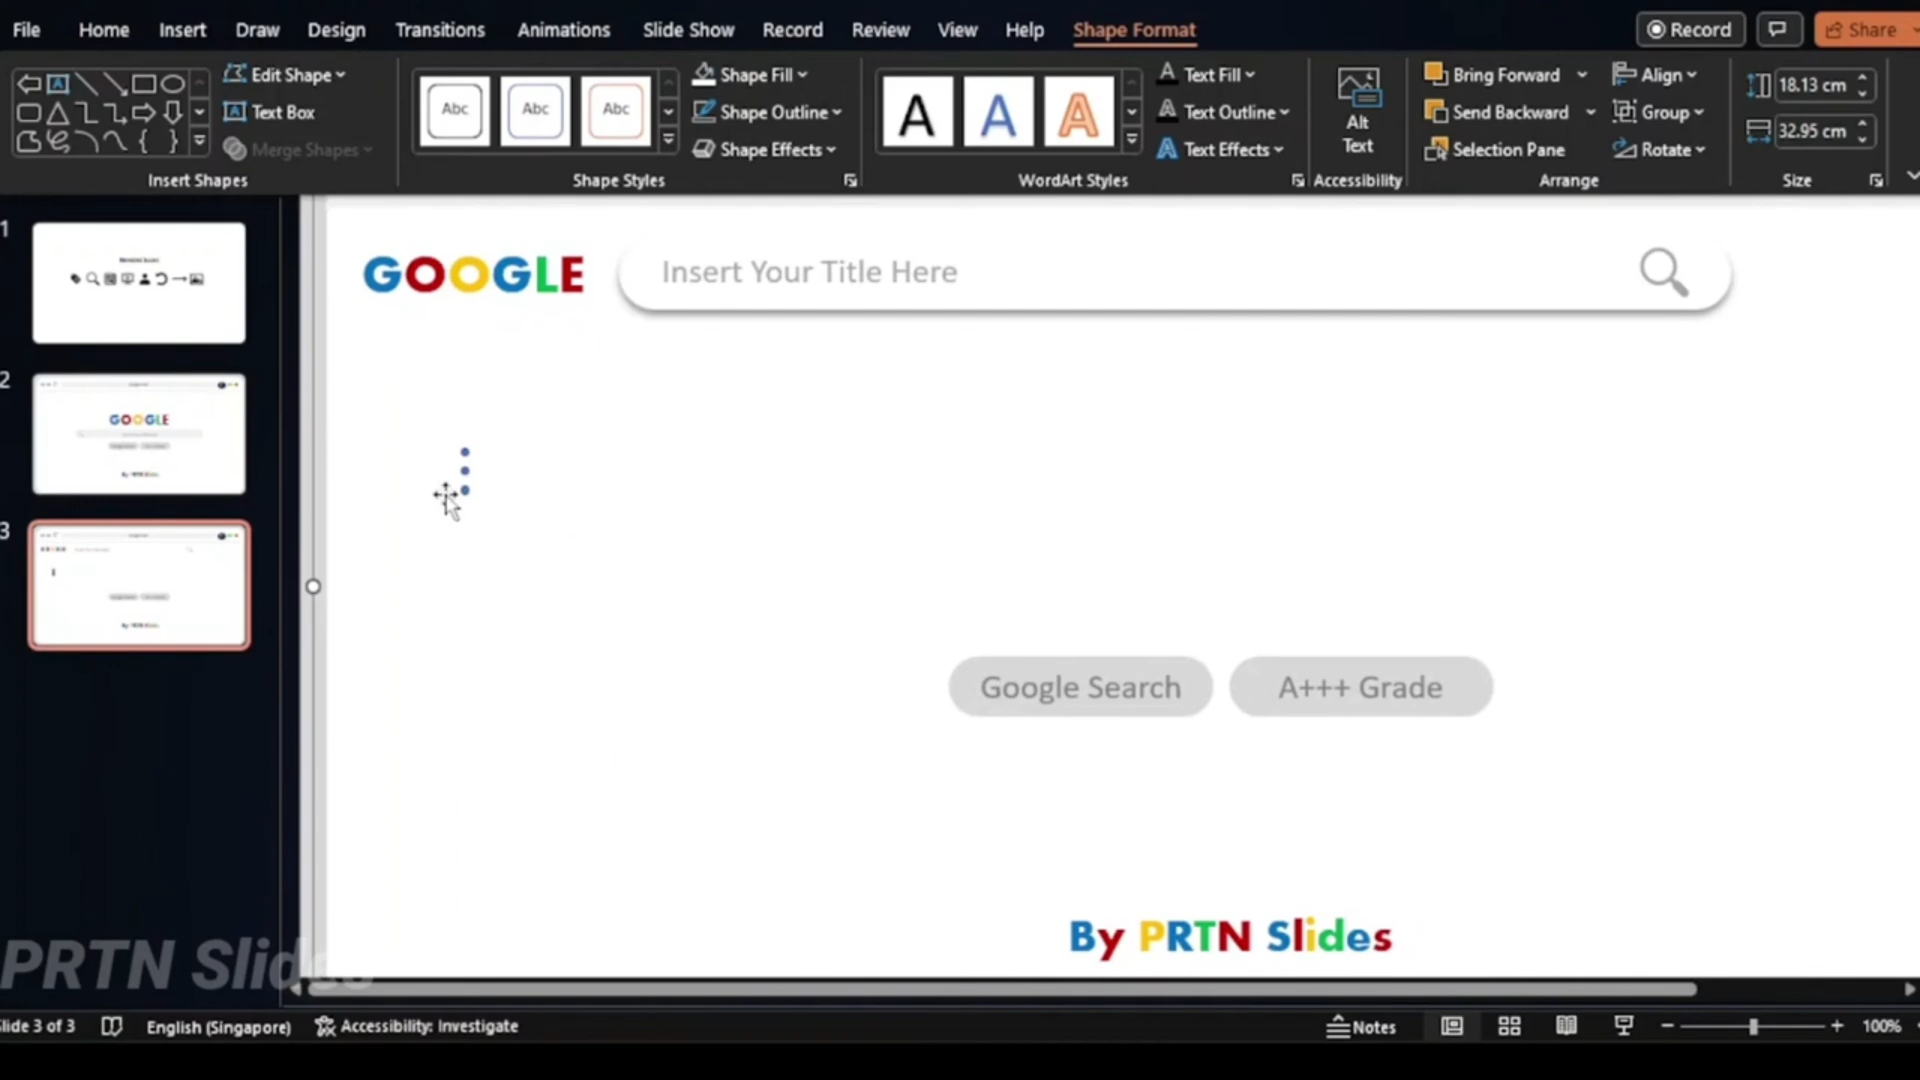 File Home Insert Draw Design Transitions Animations Slide Show Record Review View Help Shape Format Record Share
Edit Shape
Text Box
Merge Shapes
Insert Shapes
Abc Abc Abc
Shape Fill
Shape Outline
Shape Effects
Shape Styles
A A A
Text Fill
Text Outline
Text Effects
WordArt Styles
Alt
Text
Accessibility
Bring Forward
Send Backward
Selection Pane
Align
Group
Rotate
Arrange
18.13 cm
32.95 cm
Size
1
2
GOOGLE
3
GOOGLE
Insert Your Title Here
Google Search
A+++ Grade
By PRTN Slides
PRTN Slides
lide 3 of 3
English (Singapore)
Accessibility: Investigate
Notes
100%